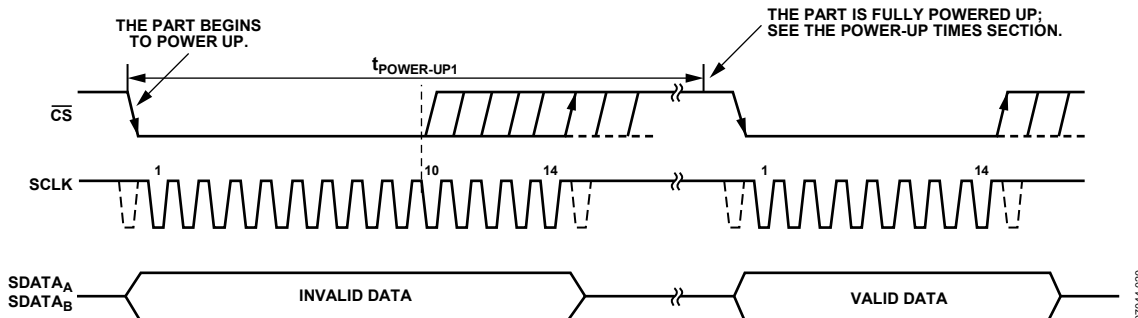 THE PART BEGINS
TO POWER UP.
THE PART IS FULLY POWERED UP;
SEE THE POWER-UP TIMES SECTION.
tPOWER-UP1
CS
SCLK
1
10
14
1
14
SDATAA
SDATAB
INVALID DATA
VALID DATA